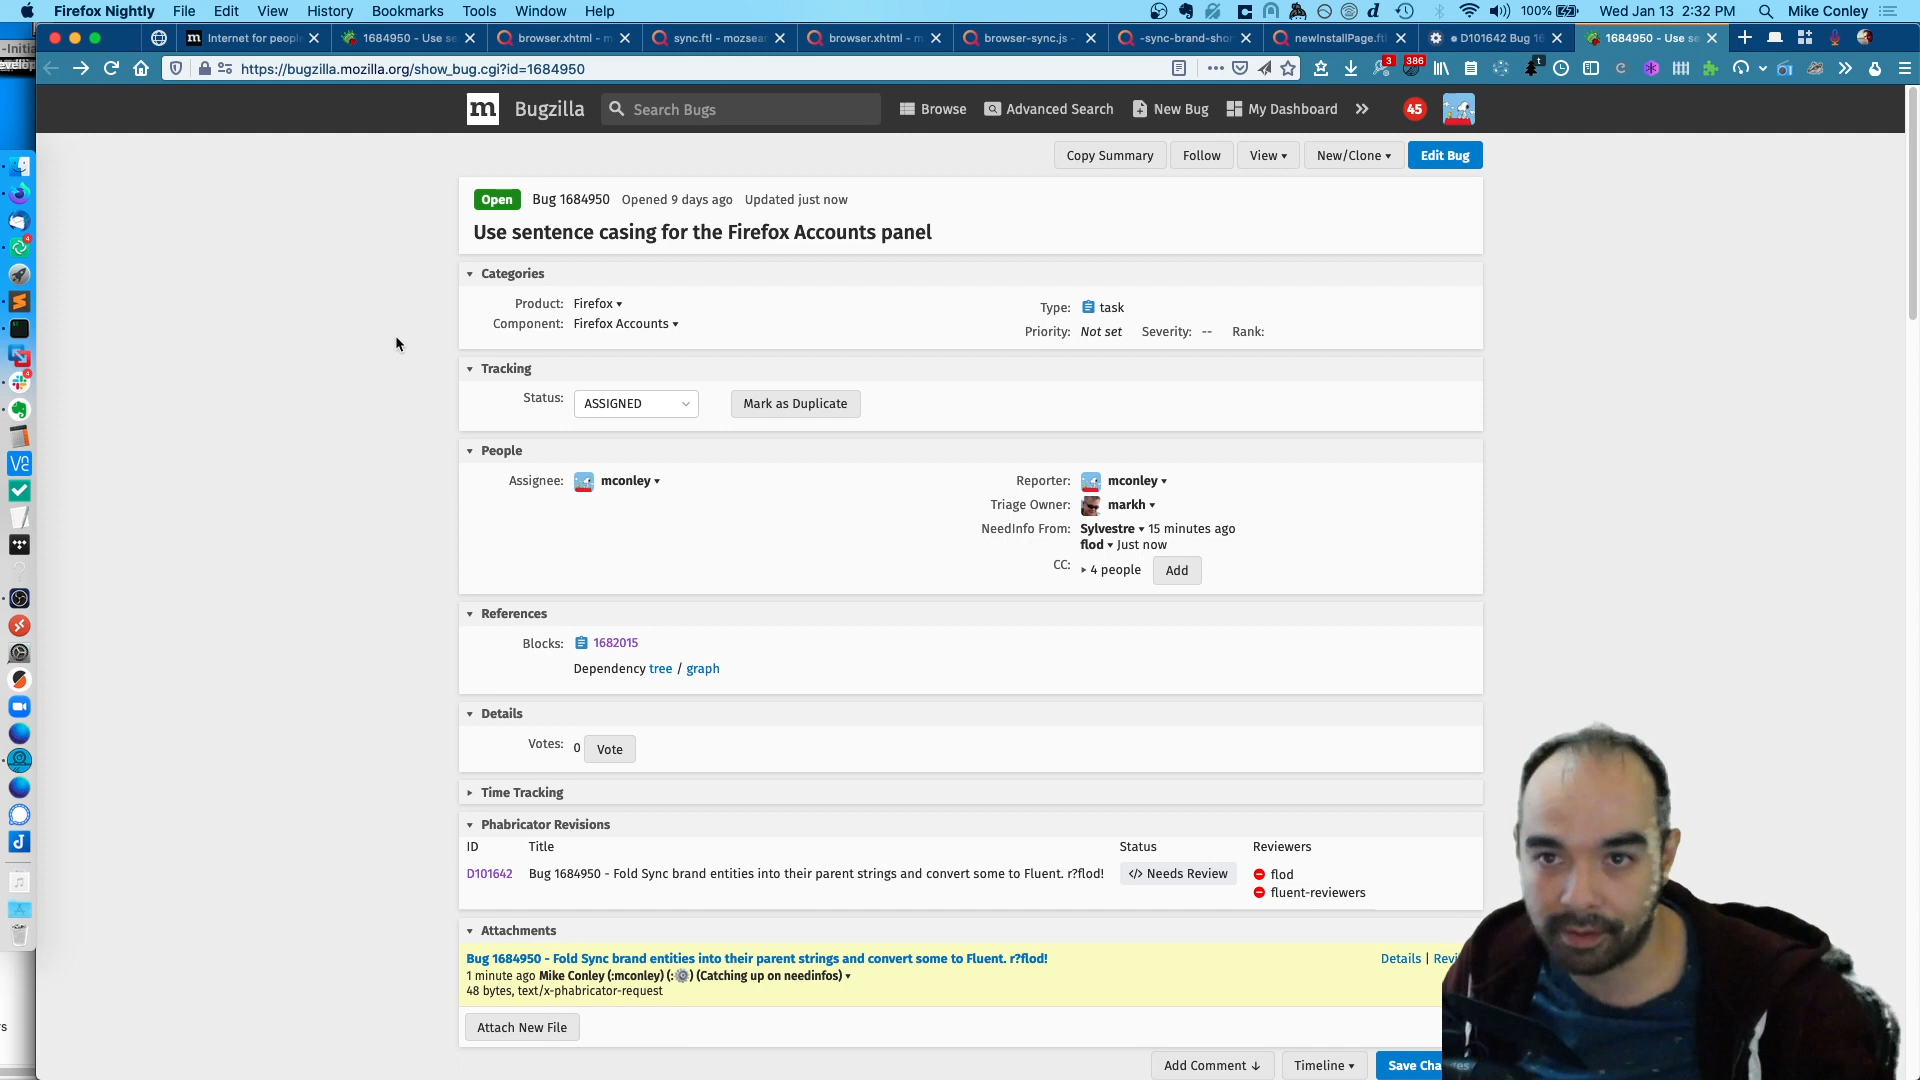 Firefox Nightly File Edit View History Bookmarks Tools Window Help 100% Wed Jan 13 2:32 PM Mike Conley
Internet for people 1684950 - Use se browser.xhtml - m sync.ftl - mozsear browser.xhtml - m browser-sync.js - -sync-brand-shor newInstallPage.ftl D101642 Bug 16 1684950 - Use se
https://bugzilla.mozilla.org/show_bug.cgi?id=1684950 3 386
m Bugzilla Search Bugs Browse Advanced Search New Bug My Dashboard 45
Copy Summary Follow View New/Clone Edit Bug
Open Bug 1684950 Opened 9 days ago Updated just now
Use sentence casing for the Firefox Accounts panel
Categories
Product: Firefox
Component: Firefox Accounts
Type: task
Priority: Not set Severity: -- Rank:
Tracking
Status: ASSIGNED Mark as Duplicate
People
Assignee: mconley
Reporter: mconley
Triage Owner: markh
NeedInfo From: Sylvestre 15 minutes ago
flod Just now
CC: 4 people Add
References
Blocks: 1682015
Dependency tree / graph
Details
Votes: 0 Vote
Time Tracking
Phabricator Revisions
ID Title Status Reviewers
D101642 Bug 1684950 - Fold Sync brand entities into their parent strings and convert some to Fluent. r?flod! </> Needs Review flod
fluent-reviewers
Attachments
Bug 1684950 - Fold Sync brand entities into their parent strings and convert some to Fluent. r?flod! Details | Revi
1 minute ago Mike Conley (:mconley) (:⚙️) (Catching up on needinfos)
48 bytes, text/x-phabricator-request
Attach New File
Add Comment ↓ Timeline Save Changes